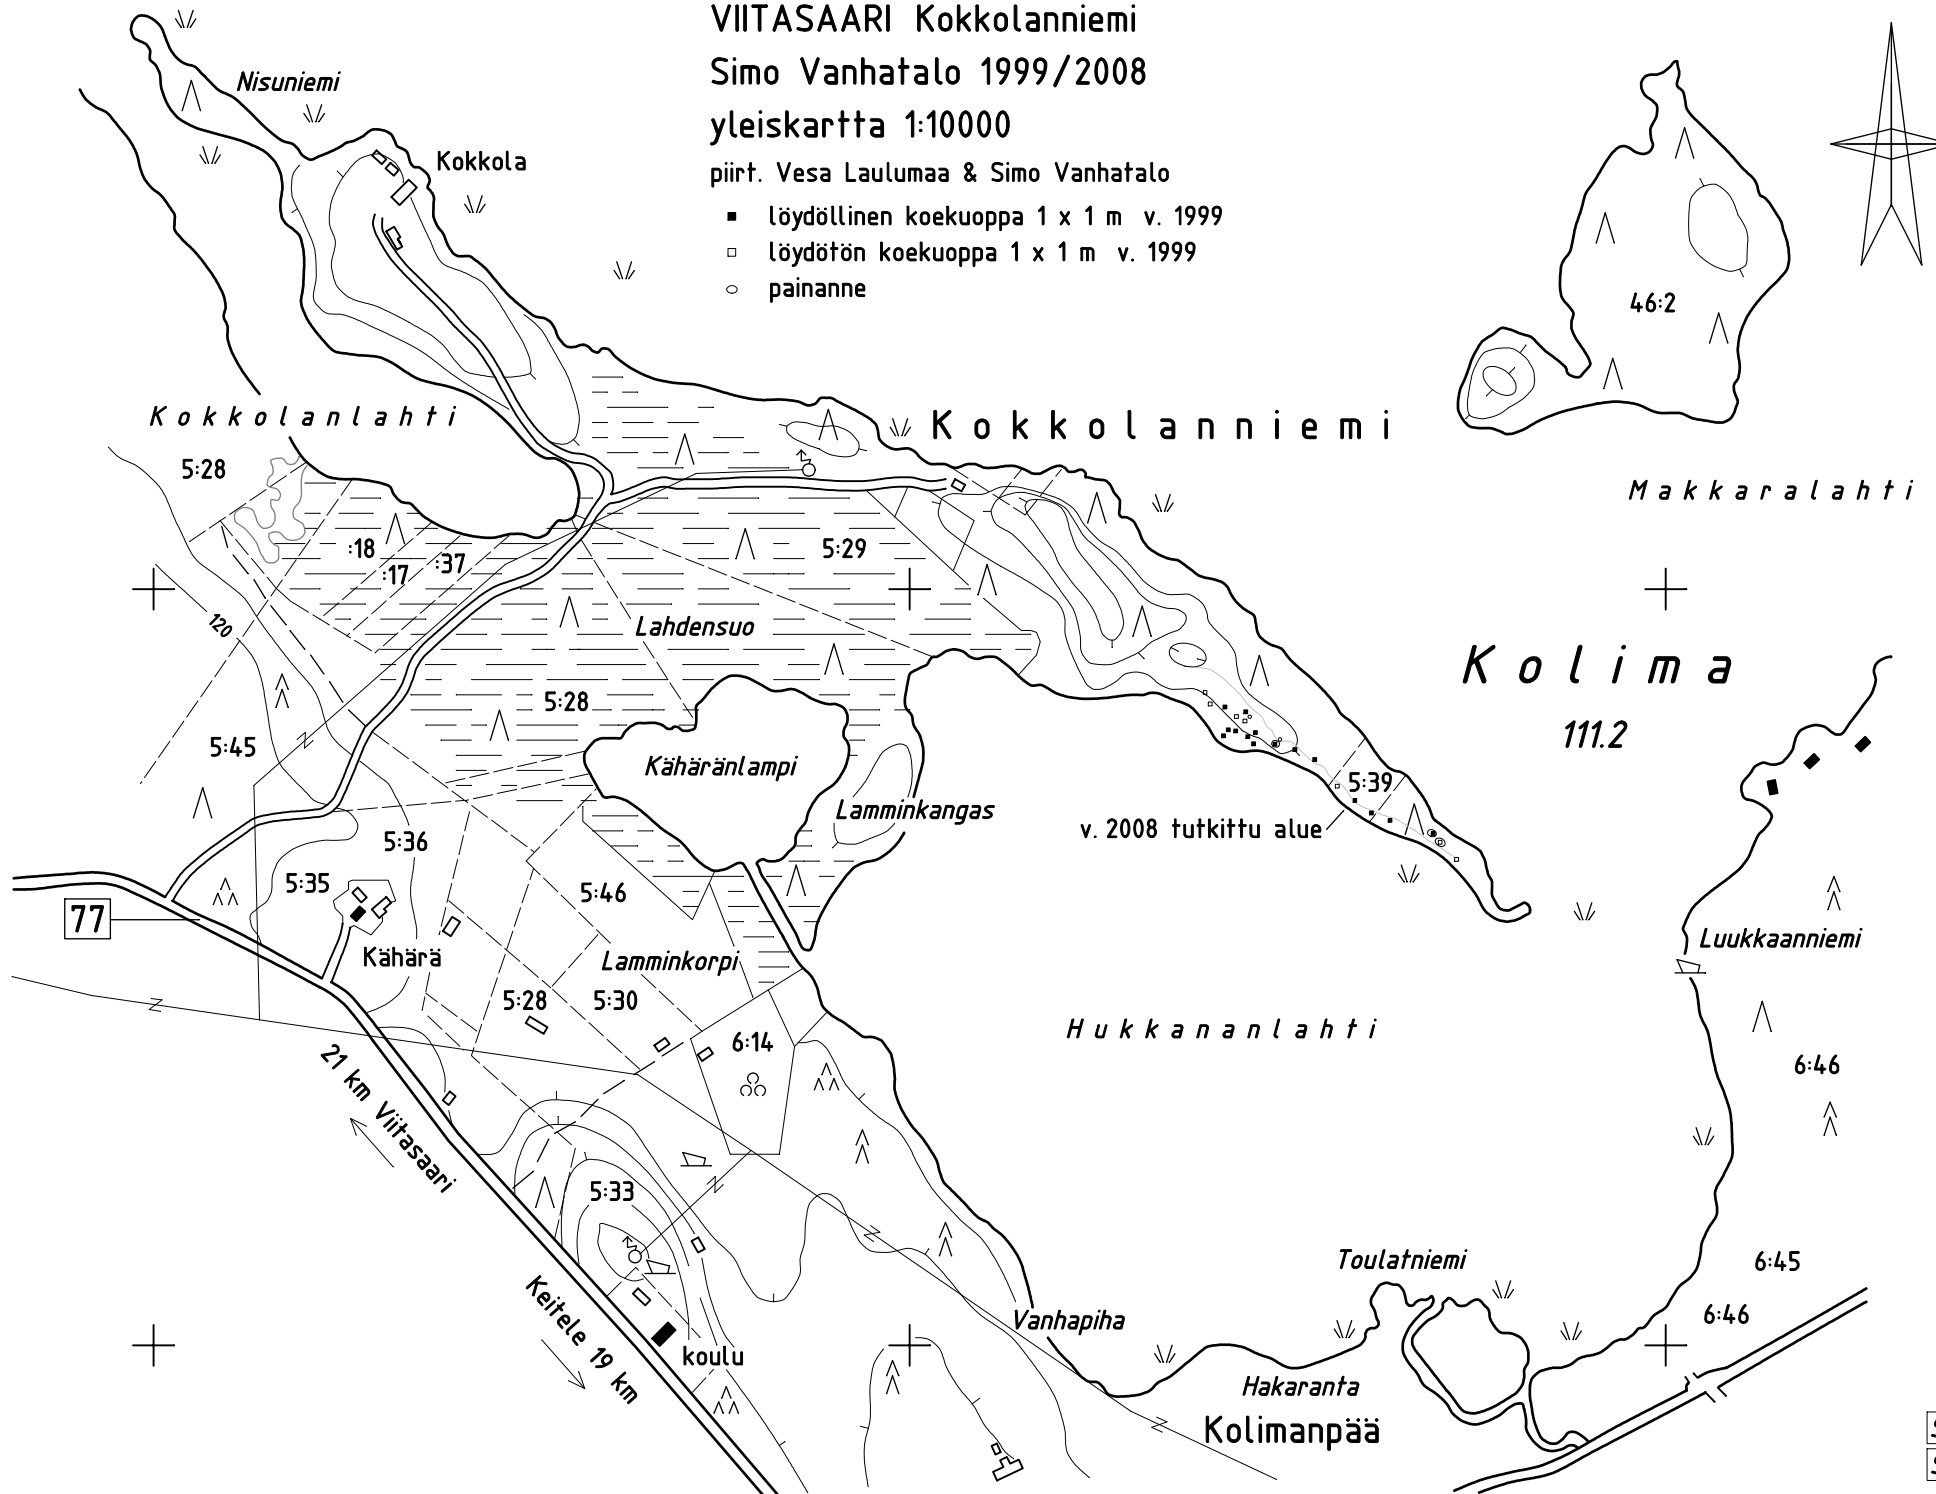 VIITASAARI Kokkolanniemi
Simo Vanhatalo 1999/2008
yleiskartta 1:10000
piirt. Vesa Laulumaa & Simo Vanhatalo
löydöllinen koekuoppa 1 x 1 m v. 1999
löydötön koekuoppa 1 x 1 m v. 1999
painanne
Nisuniemi
Kokkola
46:2
Kokkolanlahti
Kokkolanniemi
5:28
Makkaralahti
:18
:17
:37
5:29
120
Lahdensuo
Kolima
111.2
5:28
5:45
Kähäränlampi
5:39
Lamminkangas
v. 2008 tutkittu alue
5:36
5:35
5:46
77
Kähärä
Lamminkorpi
Luukkaanniemi
5:28
5:30
6:14
Hukkananlahti
6:46
21 km Viitasaari
5:33
Toulatniemi
6:45
6:46
Keitele 19 km
Vanhapiha
koulu
Hakaranta
Kolimanpää